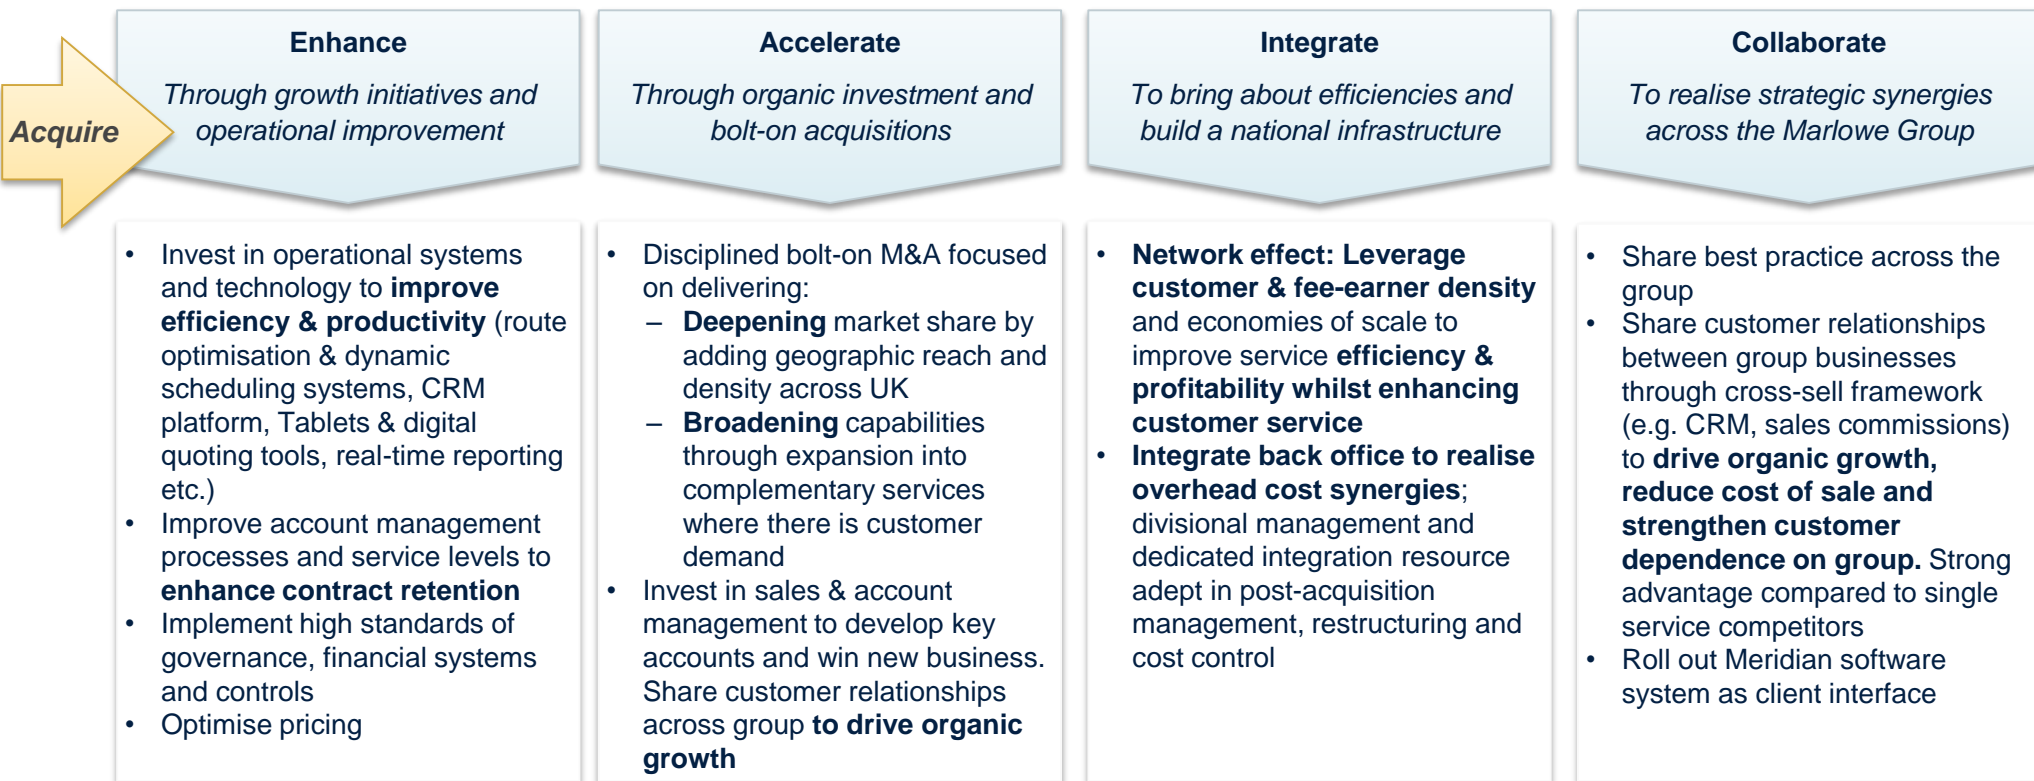 Acquire
Enhance
Through growth initiatives and
operational improvement
• Invest in operational systems
and technology to improve
efficiency & productivity (route
optimisation & dynamic
scheduling systems, CRM
platform, Tablets & digital
quoting tools, real-time reporting
etc.)
• Improve account management
processes and service levels to
enhance contract retention
• Implement high standards of
governance, financial systems
and controls
• Optimise pricing
Accelerate
Through organic investment and
bolt-on acquisitions
• Disciplined bolt-on M&A focused
on delivering:
– Deepening market share by
adding geographic reach and
density across UK
– Broadening capabilities
through expansion into
complementary services
where there is customer
demand
• Invest in sales & account
management to develop key
accounts and win new business.
Share customer relationships
across group to drive organic
growth
Integrate
To bring about efficiencies and
build a national infrastructure
• Network effect: Leverage
customer & fee-earner density
and economies of scale to
improve service efficiency &
profitability whilst enhancing
customer service
• Integrate back office to realise
overhead cost synergies;
divisional management and
dedicated integration resource
adept in post-acquisition
management, restructuring and
cost control
Collaborate
To realise strategic synergies
across the Marlowe Group
• Share best practice across the
group
• Share customer relationships
between group businesses
through cross-sell framework
(e.g. CRM, sales commissions)
to drive organic growth,
reduce cost of sale and
strengthen customer
dependence on group. Strong
advantage compared to single
service competitors
• Roll out Meridian software
system as client interface